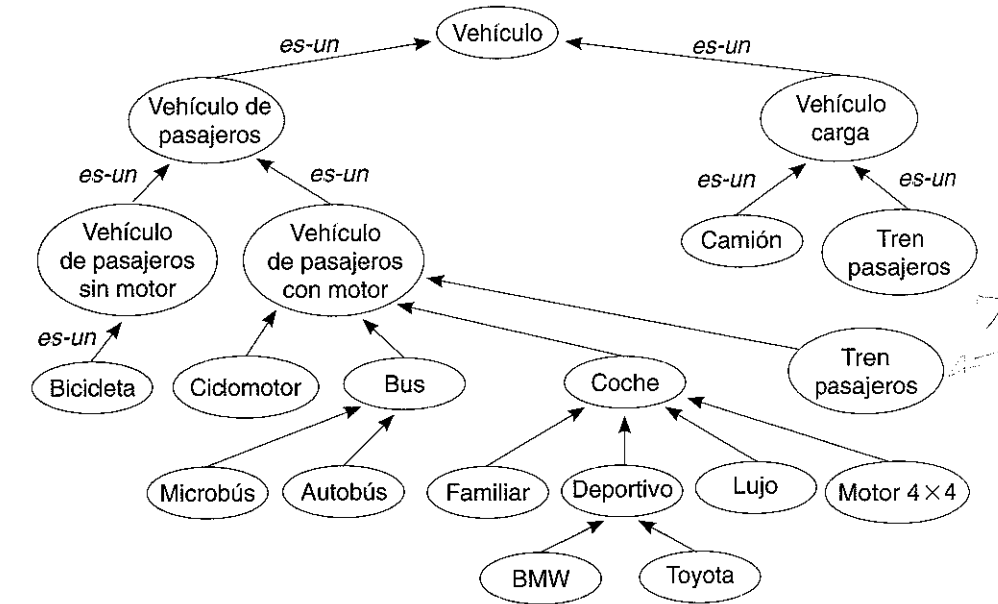 Vehículo
es-un
es-un
Vehículo de
pasajeros
Vehículo
carga
es-un
es-un
es-un
es-un
Vehículo
de pasajeros
sin motor
Vehículo
de pasajeros
con motor
Camión
Tren
pasajeros
es-un
Bicicleta
Ciclomotor
Bus
Coche
Tren
pasajeros
Microbús
Autobús
Familiar
Deportivo
Lujo
Motor 4×4
BMW
Toyota